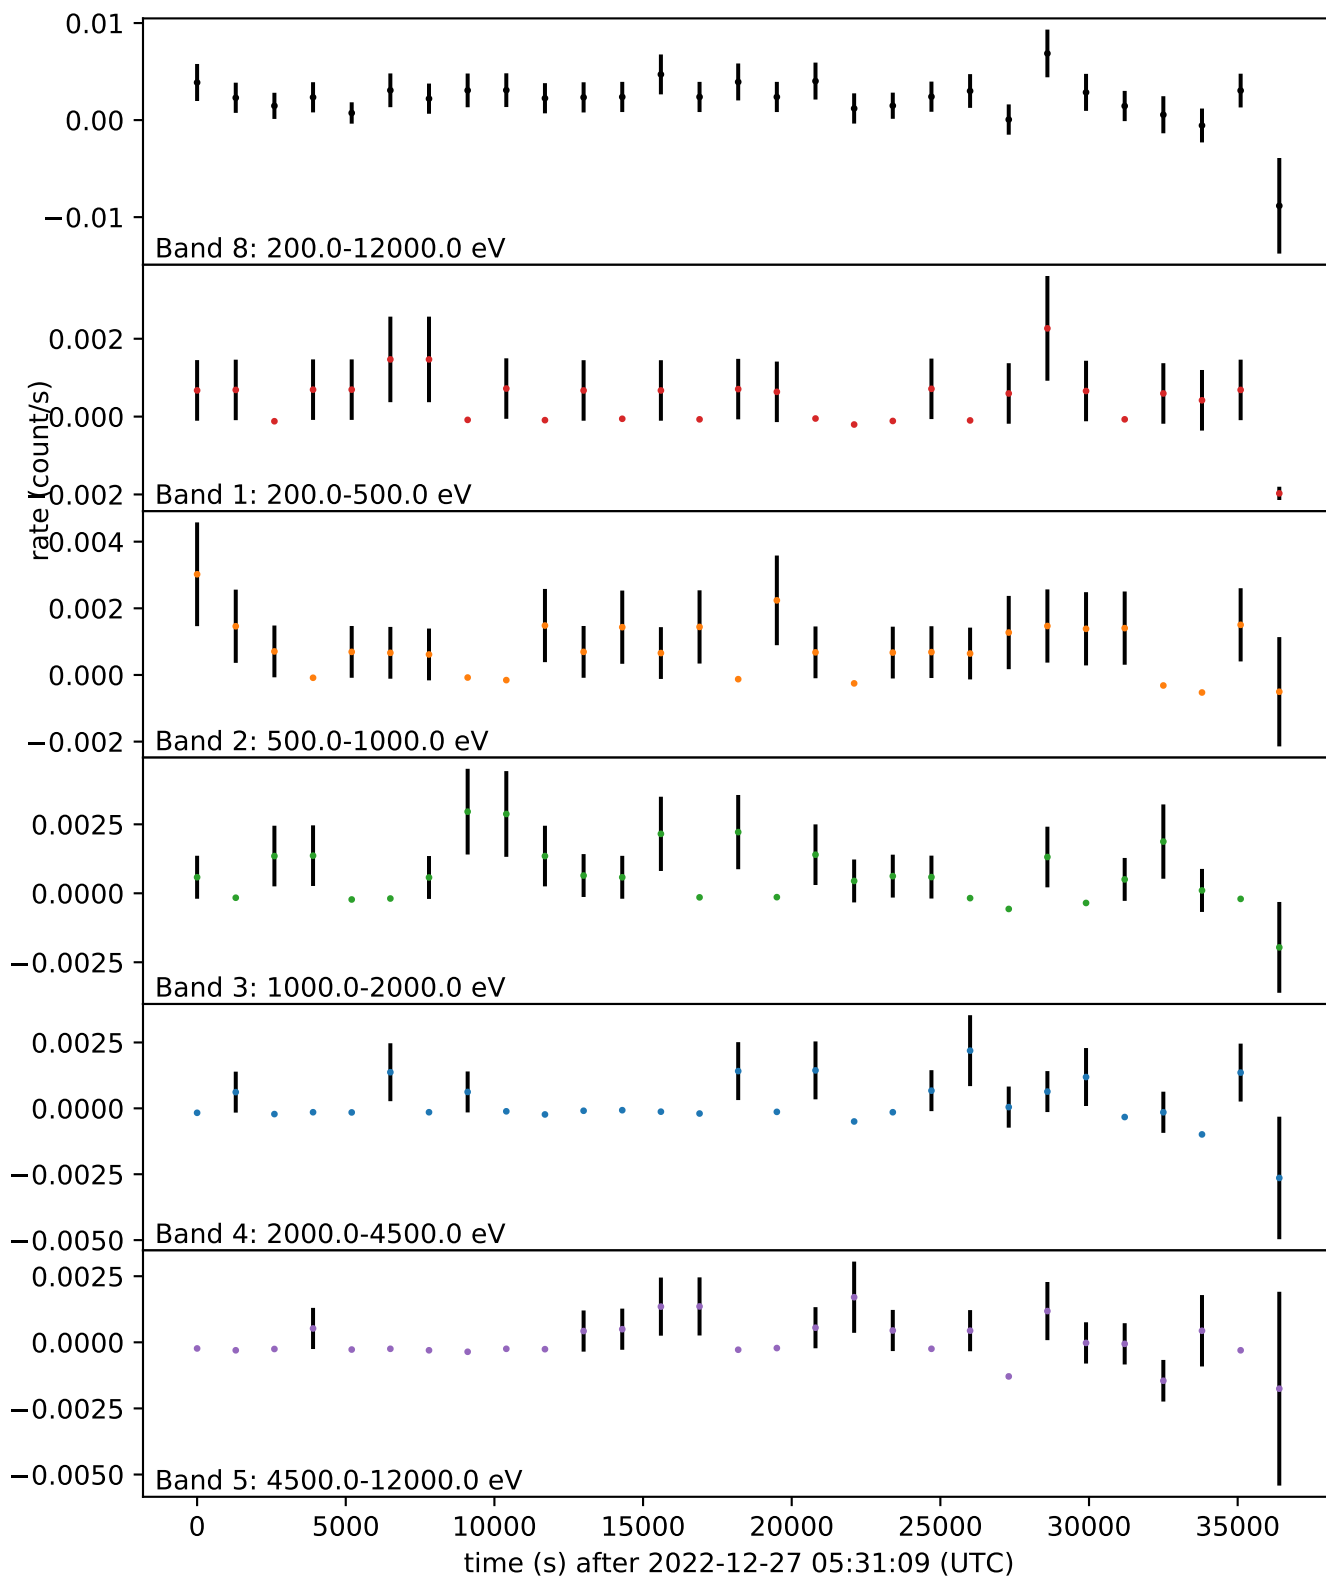 0.01
0.00
−0.01
Band 8: 200.0-12000.0 eV
0.002
0.000
0.002
Band 1: 200.0-500.0 eV
rate (count/s)
0.004
0.002
0.000
−0.002
Band 2: 500.0-1000.0 eV
0.0025
0.0000
−0.0025
Band 3: 1000.0-2000.0 eV
0.0025
0.0000
−0.0025
−0.0050
Band 4: 2000.0-4500.0 eV
0.0025
0.0000
−0.0025
−0.0050
Band 5: 4500.0-12000.0 eV
0 5000 10000 15000 20000 25000 30000 35000
time (s) after 2022-12-27 05:31:09 (UTC)